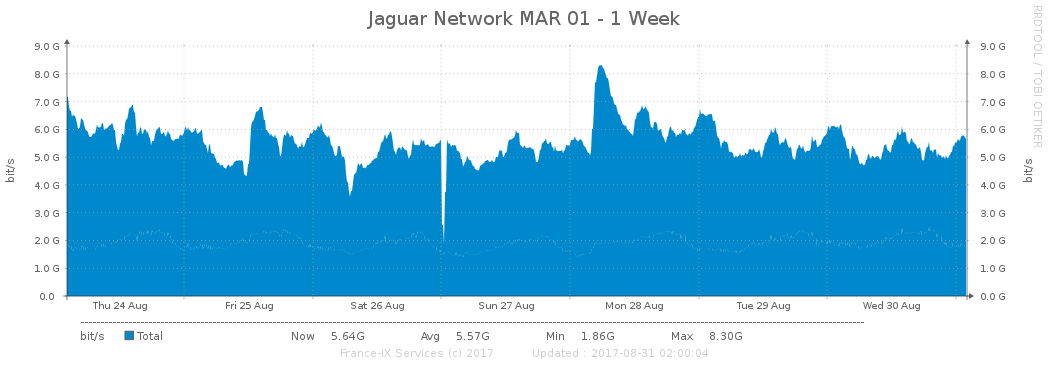 Jaguar Network MAR 01 - 1 Week
RRDTOOL / TOBI OETIKER
bit/s
9.0 G
8.0 G
7.0 G
6.0 G
5.0 G
4.0 G
3.0 G
2.0 G
1.0 G
0.0
9.0 G
8.0 G
7.0 G
6.0 G
5.0 G
4.0 G
3.0 G
2.0 G
1.0 G
0.0 G
bit/s
Thu 24 Aug Fri 25 Aug Sat 26 Aug Sun 27 Aug Mon 28 Aug Tue 29 Aug Wed 30 Aug
bit/s Total Now 5.64G Avg 5.57G Min 1.86G Max 8.30G
France-IX Services (c) 2017 Updated : 2017-08-31 02:00:04